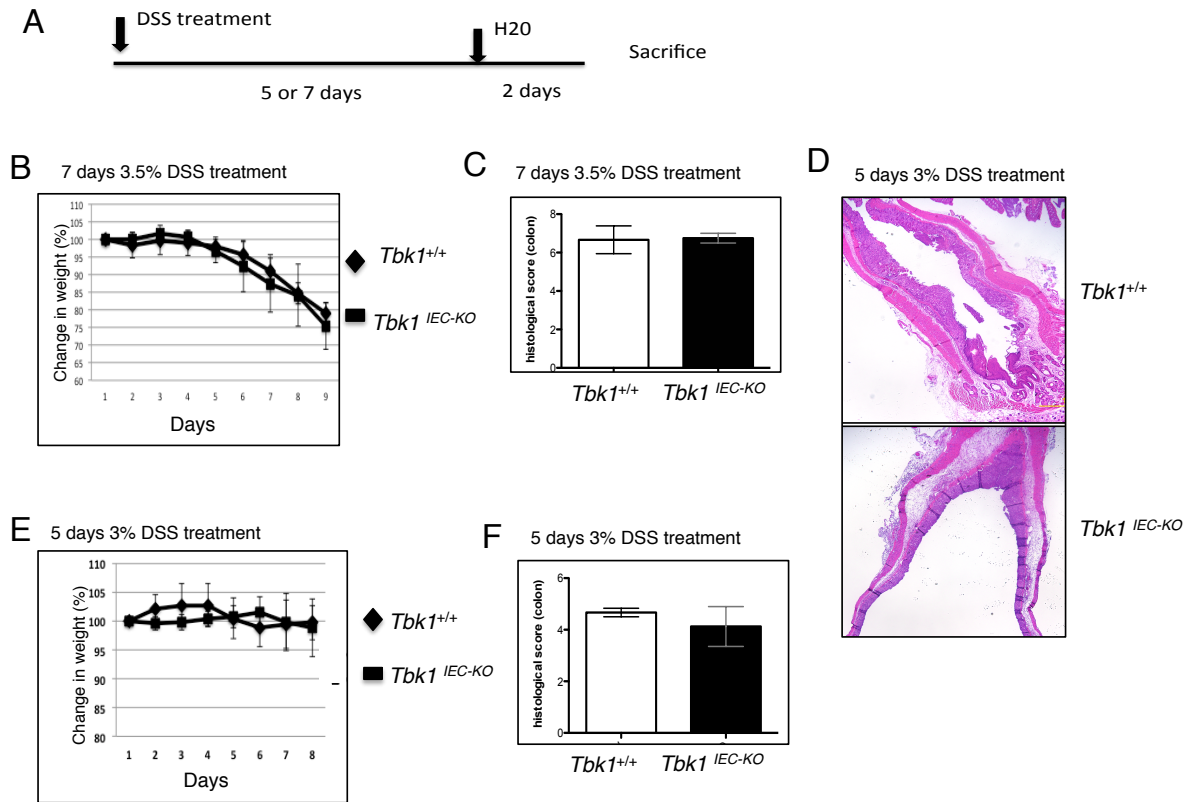 A
DSS treatment
H20
Sacrifice
5 or 7 days
2 days
B
7 days 3.5% DSS treatment
Change in weight (%)
110
105
100
95
90
85
80
75
70
65
60
1 2 3 4 5 6 7 8 9
Days
Tbk1+/+
Tbk1 IEC-KO
C
7 days 3.5% DSS treatment
histological score (colon)
8
6
4
2
0
Tbk1+/+
Tbk1 IEC-KO
D
5 days 3% DSS treatment
Tbk1+/+
Tbk1 IEC-KO
E
5 days 3% DSS treatment
Change in weight (%)
110
105
100
95
90
85
80
1 2 3 4 5 6 7 8
Days
Tbk1+/+
Tbk1 IEC-KO
F
5 days 3% DSS treatment
histological score (colon)
6
4
2
0
Tbk1+/+
Tbk1 IEC-KO